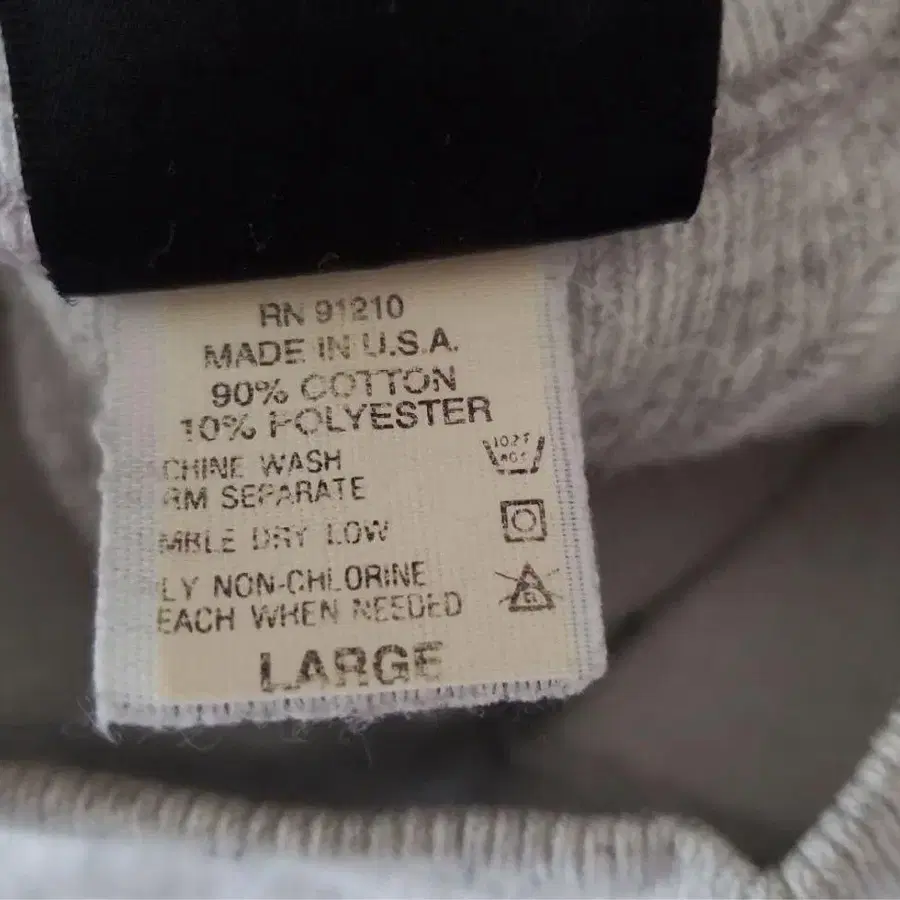 RN 91210
MADE IN U.S.A.
90% COTTON
10% POLYESTER
CHINE WASH
RM SEPARATE
MBLE DRY LOW
LY NON-CHLORINE
EACH WHEN NEEDED
LARGE